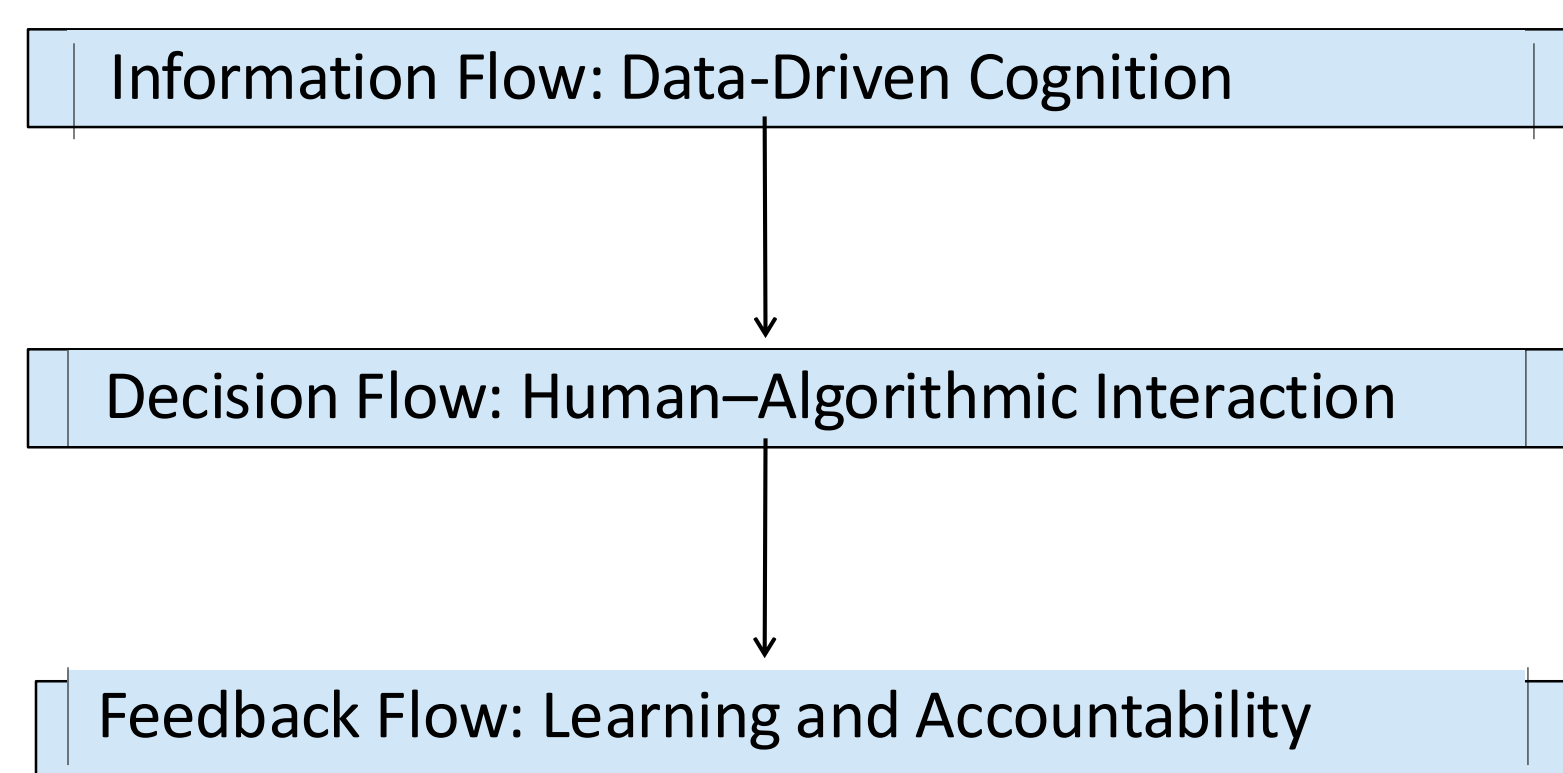 Information Flow: Data-Driven Cognition
Decision Flow: Human–Algorithmic Interaction
Feedback Flow: Learning and Accountability